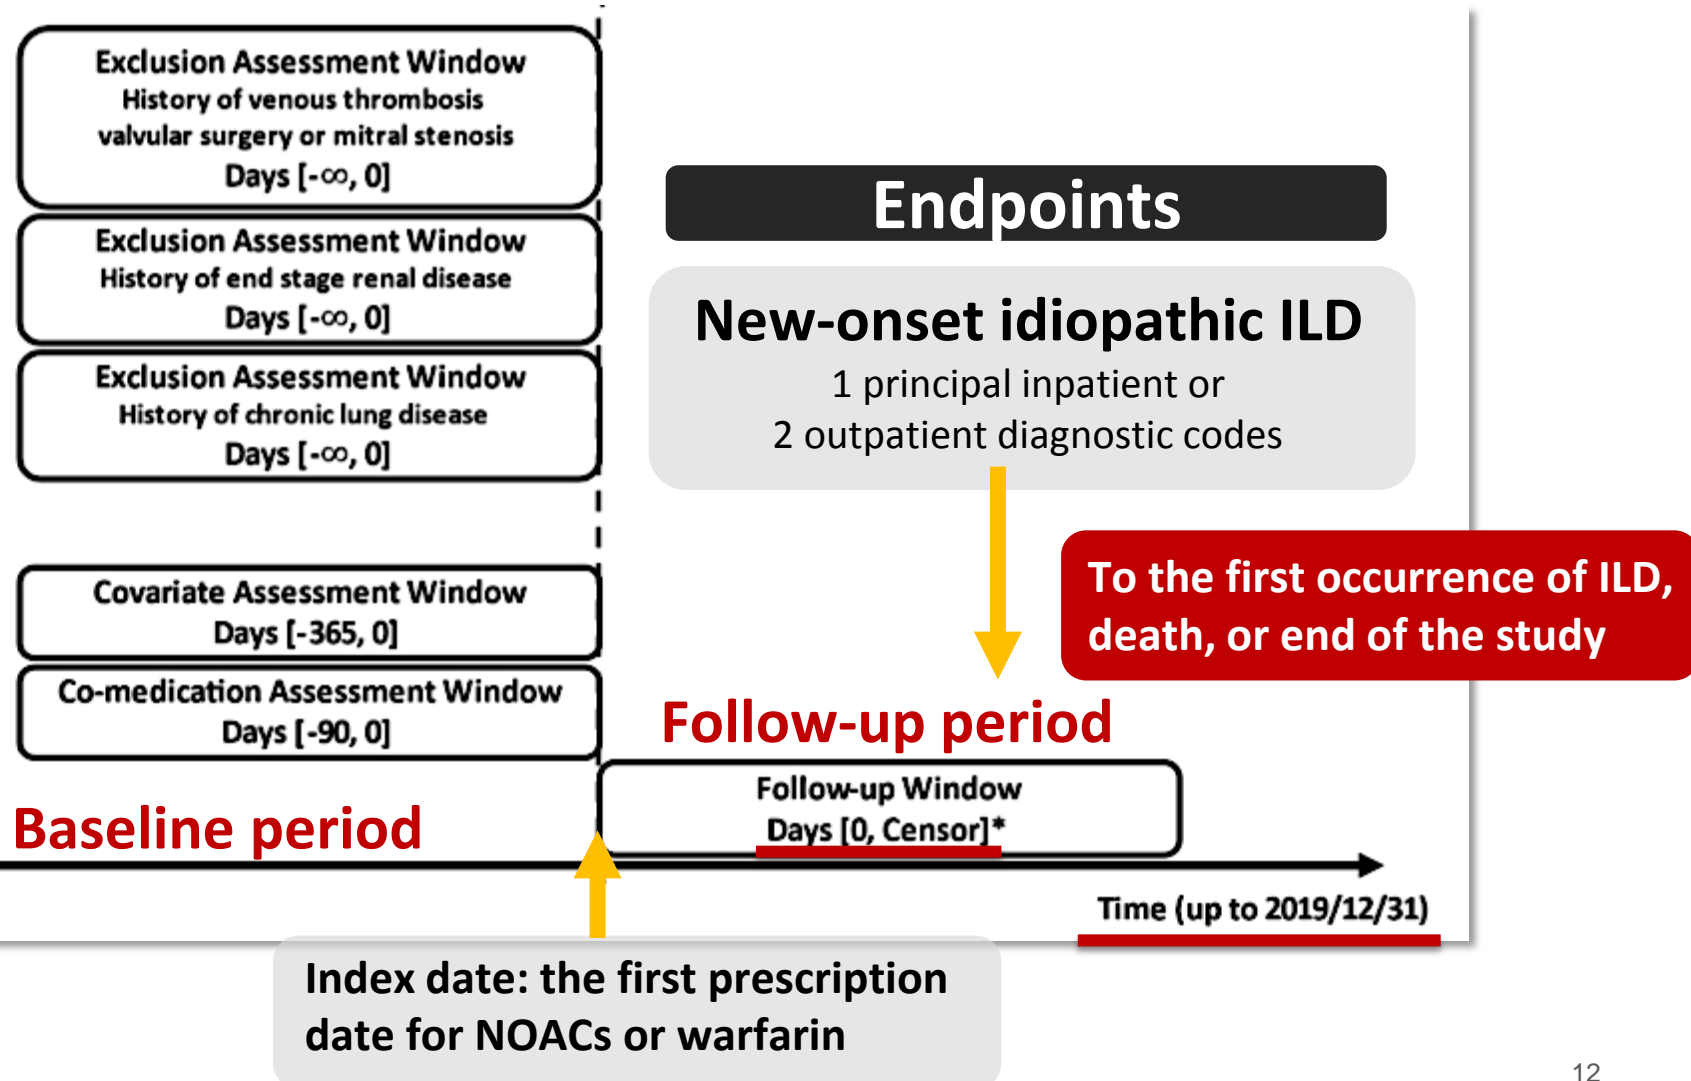 Exclusion Assessment Window
History of venous thrombosis
valvular surgery or mitral stenosis
Days [-∞, 0]
Exclusion Assessment Window
History of end stage renal disease
Days [-∞, 0]
Exclusion Assessment Window
History of chronic lung disease
Days [-∞, 0]
Covariate Assessment Window
Days [-365, 0]
Co-medication Assessment Window
Days [-90, 0]
Baseline period
Endpoints
New-onset idiopathic ILD
1 principal inpatient or
2 outpatient diagnostic codes
To the first occurrence of ILD,
death, or end of the study
Follow-up period
Follow-up Window
Days [0, Censor]*
Time (up to 2019/12/31)
Index date: the first prescription
date for NOACs or warfarin
12